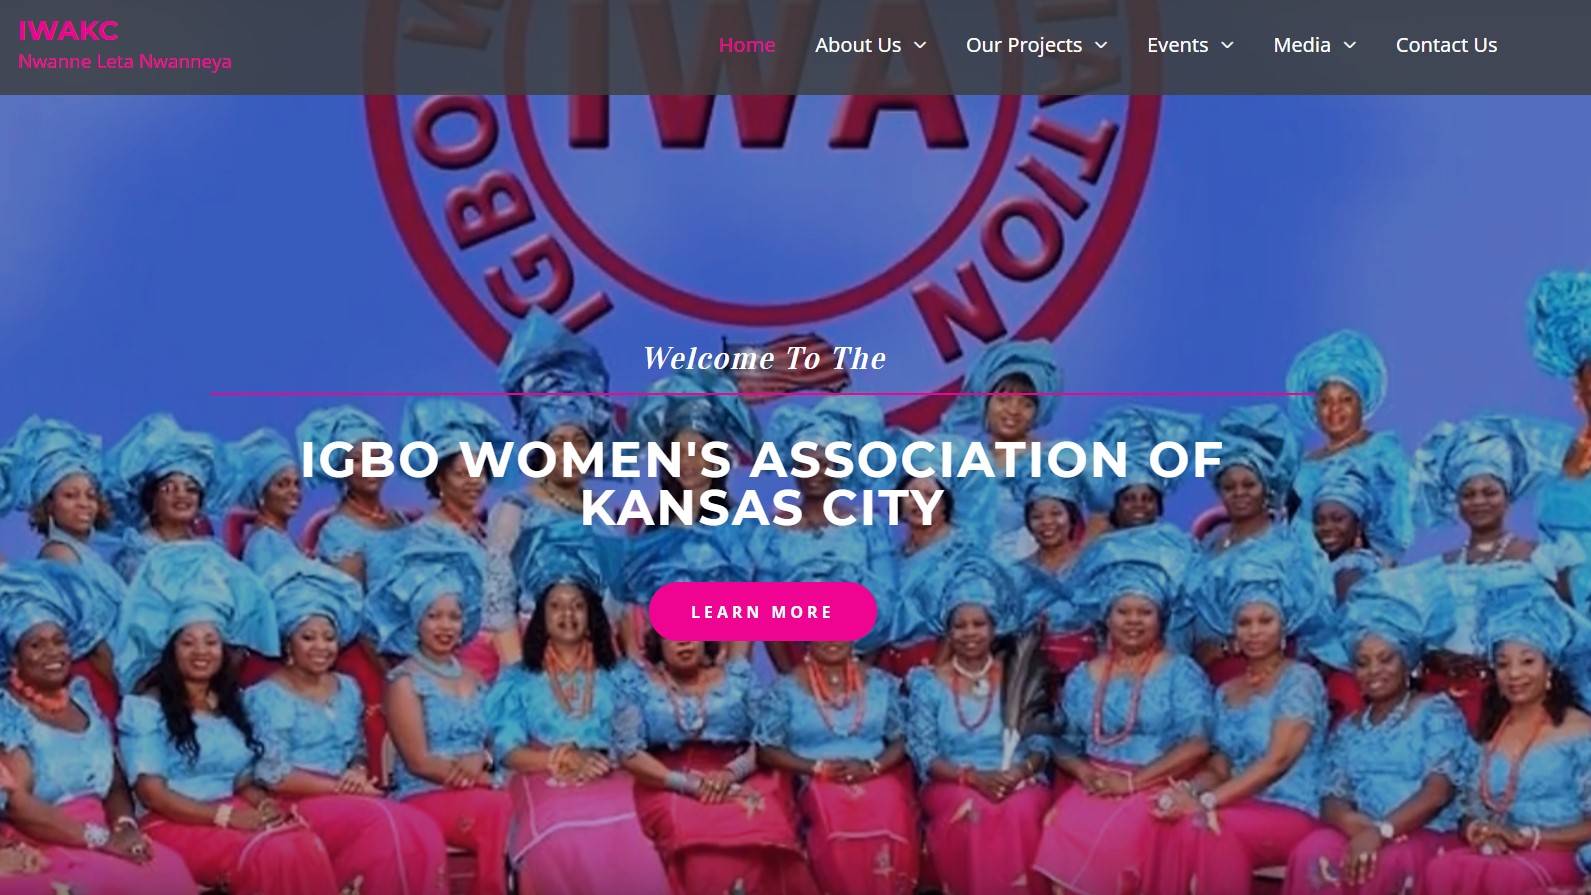 IWAKC
Nwanne Leta Nwanneya
Home
About Us
Our Projects
Events
Media
Contact Us
IWA
IGBO
ATION
Welcome To The
IGBO WOMEN'S ASSOCIATION OF
KANSAS CITY
LEARN MORE